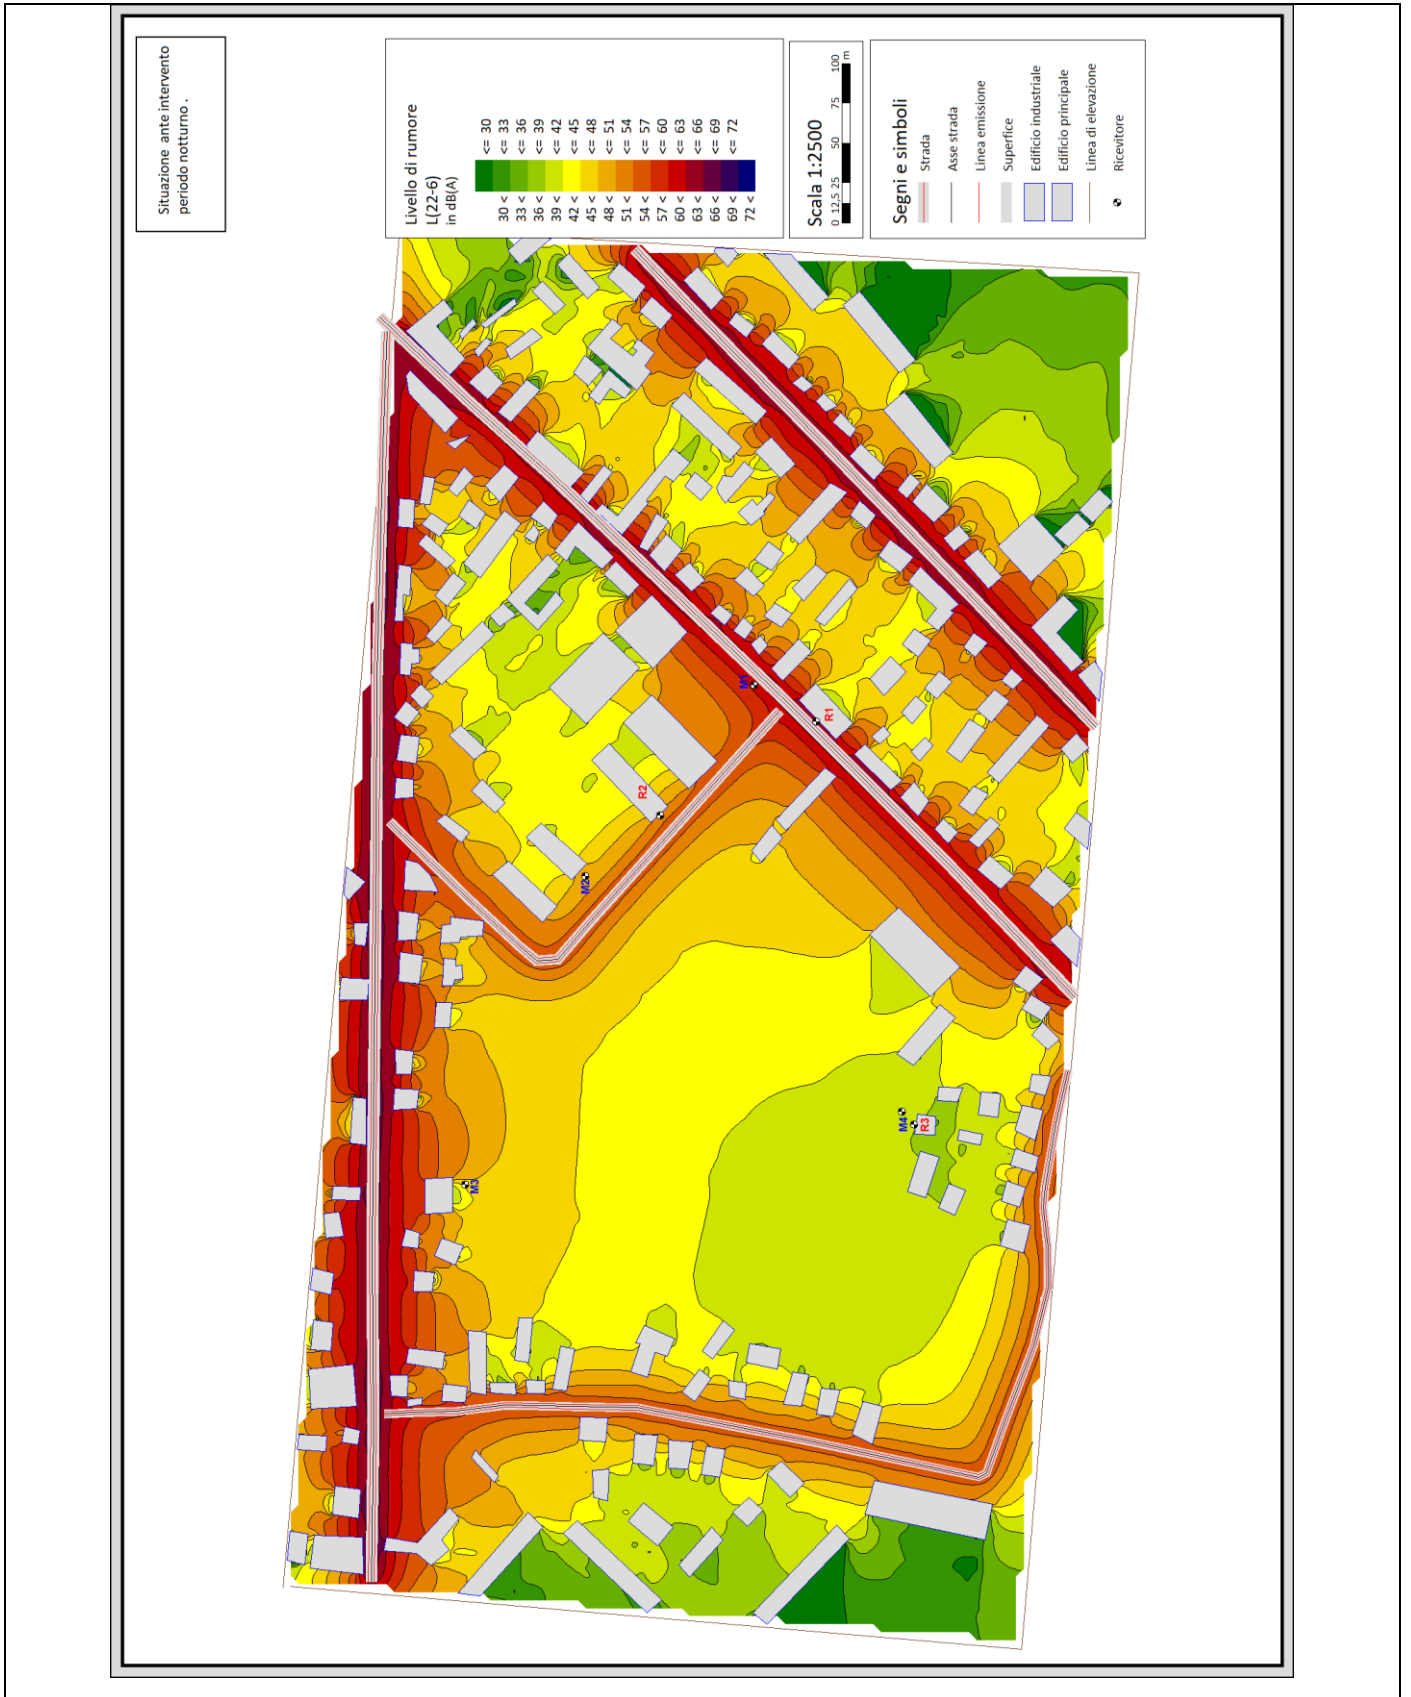 Situazione ante intervento
periodo notturno .
Livello di rumore
L(22-6)
in dB(A)
<= 30
30 < <= 33
33 < <= 36
36 < <= 39
39 < <= 42
42 < <= 45
45 < <= 48
48 < <= 51
51 < <= 54
54 < <= 57
57 < <= 60
60 < <= 63
63 < <= 66
66 < <= 69
69 < <= 72
72 <
Scala 1:2500
0 12,5 25 50 75 100
m
Segni e simboli
Strada
Asse strada
Linea emissione
Superfice
Edificio industriale
Edificio principale
Linea di elevazione
Ricevitore
M1
R1
R2
M2
M4
R3
M3